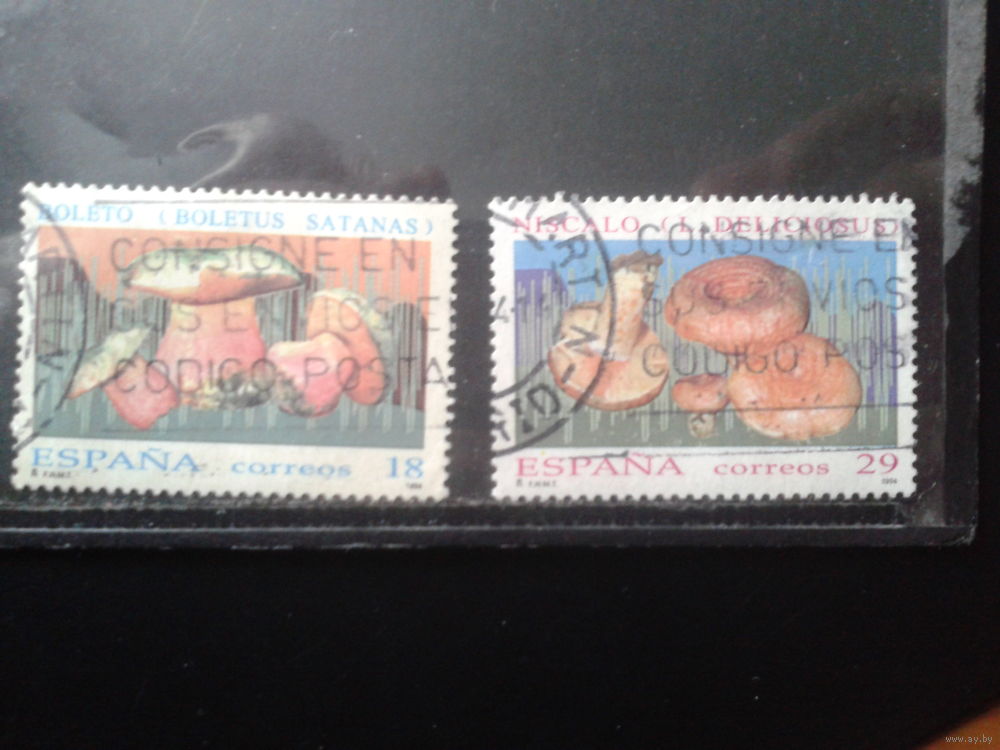 BOLETO (BOLETUS SATANAS)
CONSIGNE EN
CODIGO POSTA
ESPAÑA correos 18
1994
NISCALO (L. DELICIOSUS)
CONSIGNE EN
CODIGO POS
ESPAÑA correos 29
1994
www.ay.by